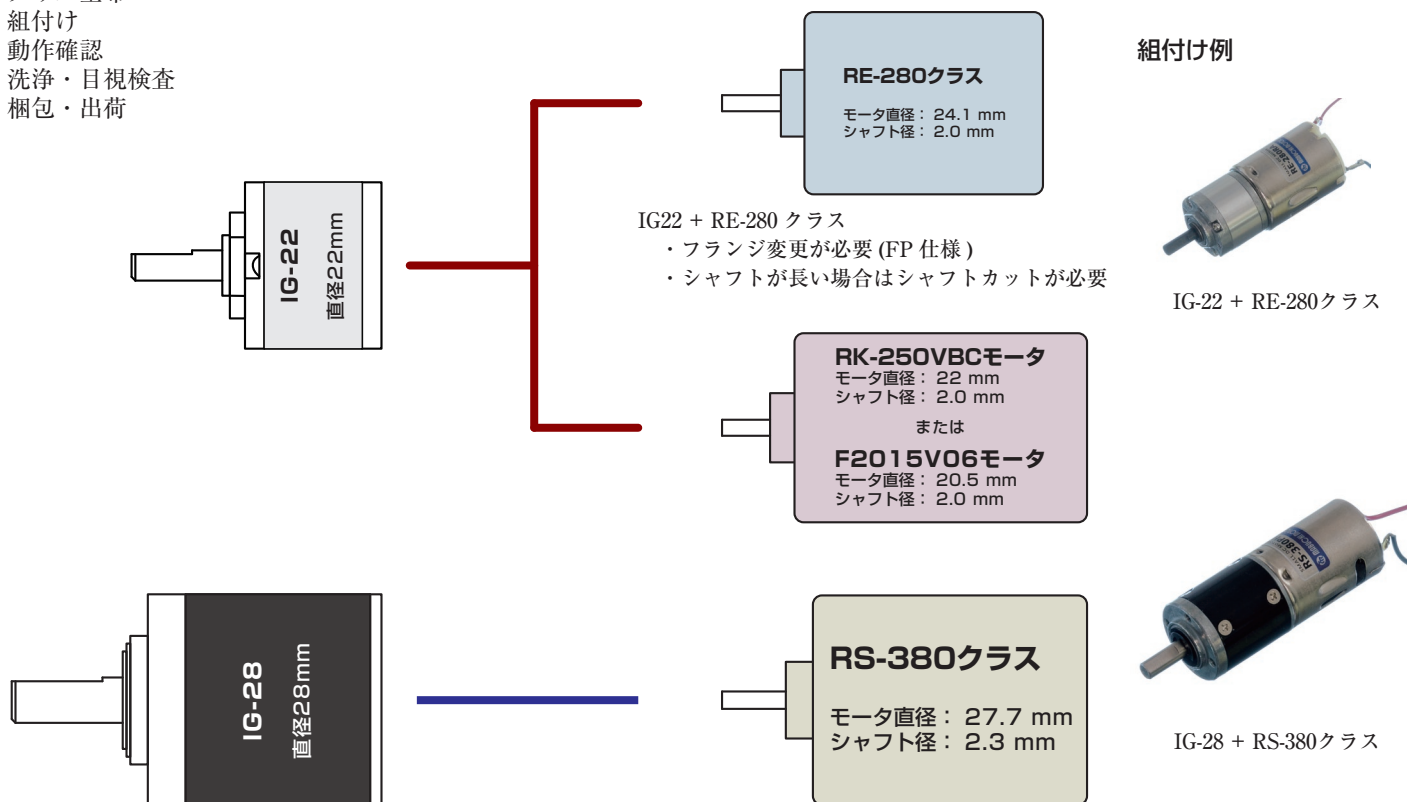 組付け
動作確認
洗浄・目視検査
梱包・出荷
組付け例
RE-280クラス
モータ直径： 24.1 mm
シャフト径： 2.0 mm
IG-22
直径22mm
IG22 + RE-280 クラス
・フランジ変更が必要 (FP 仕様 )
・シャフトが長い場合はシャフトカットが必要
IG-22 + RE-280クラス
RK-250VBCモータ
モータ直径： 22 mm
シャフト径： 2.0 mm
または
F2015V06モータ
モータ直径： 20.5 mm
シャフト径： 2.0 mm
IG-28
直径28mm
RS-380クラス
モータ直径： 27.7 mm
シャフト径： 2.3 mm
IG-28 + RS-380クラス